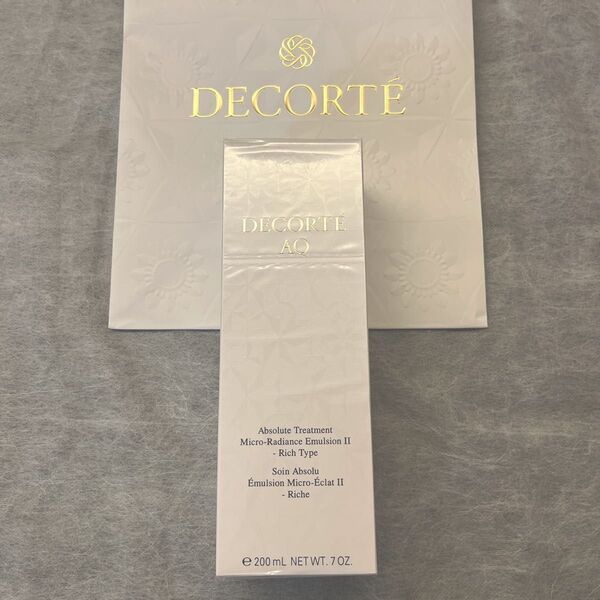 DECORTÉ
DECORTÉ
AQ
Absolute Treatment
Micro-Radiance Emulsion II
- Rich Type
Soin Absolu
Émulsion Micro-Éclat II
- Riche
℮ 200 mL NET WT. 7 OZ.